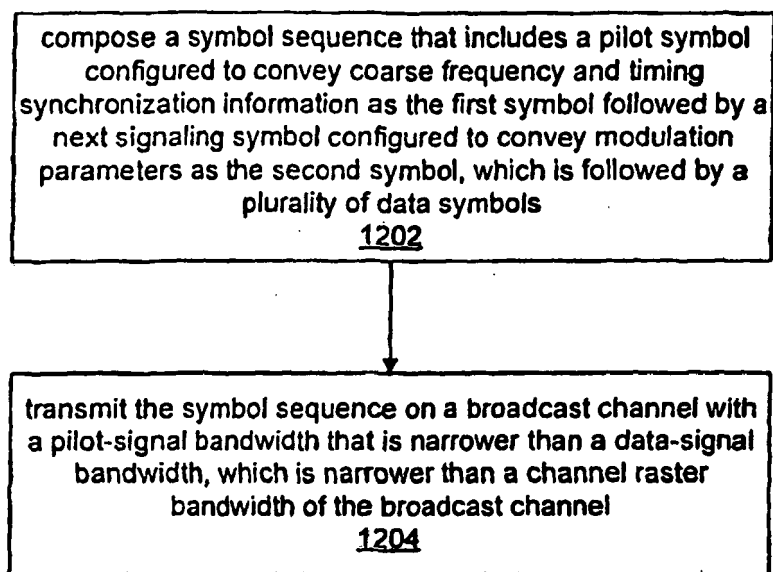 compose a symbol sequence that includes a pilot symbol
configured to convey coarse frequency and timing
synchronization information as the first symbol followed by a
next signaling symbol configured to convey modulation
parameters as the second symbol, which is followed by a
plurality of data symbols
1202
transmit the symbol sequence on a broadcast channel with
a pilot-signal bandwidth that is narrower than a data-signal
bandwidth, which is narrower than a channel raster
bandwidth of the broadcast channel
1204